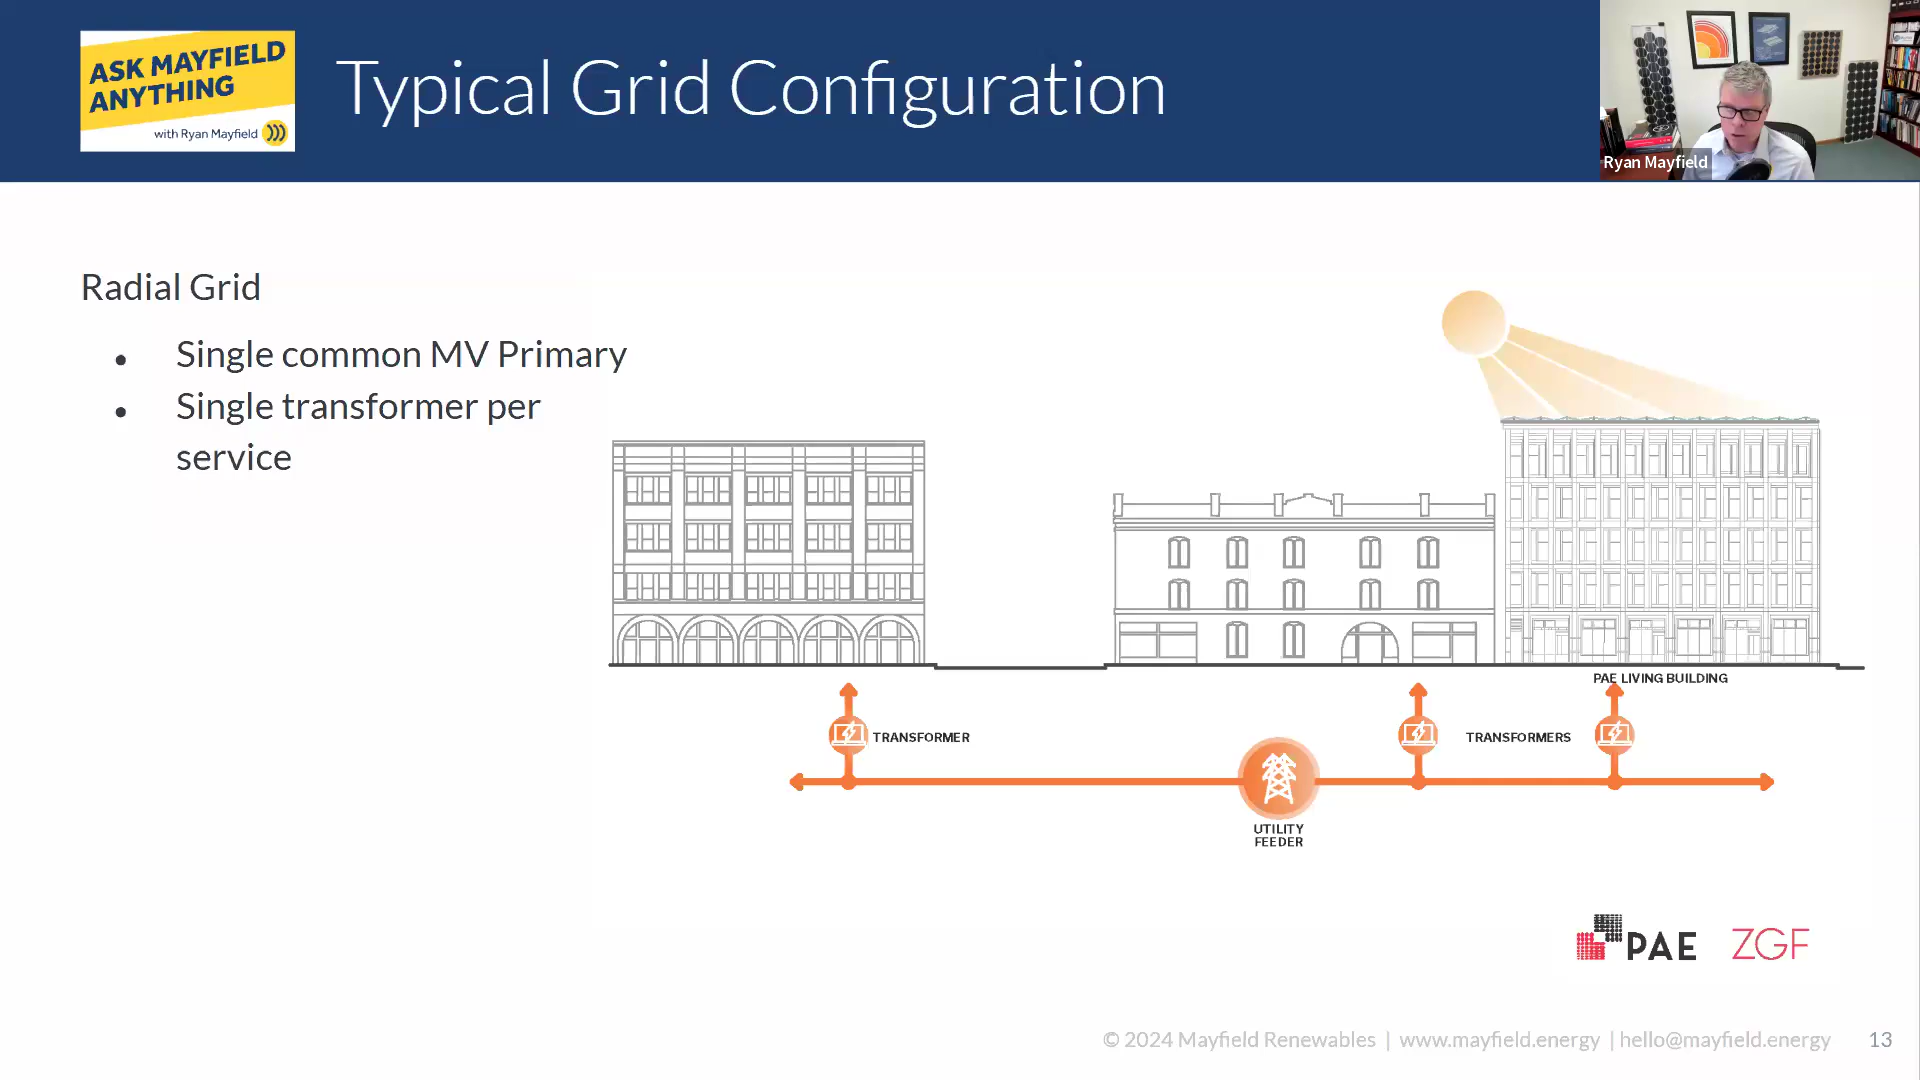 ASK MAYFIELD
ANYTHING
with Ryan Mayfield
Typical Grid Configuration
Ryan Mayfield
Radial Grid
• Single common MV Primary
• Single transformer per
service
PAE LIVING BUILDING
TRANSFORMER
TRANSFORMERS
UTILITY
FEEDER
PAE ZGF
© 2024 Mayfield Renewables | www.mayfield.energy | hello@mayfield.energy 13